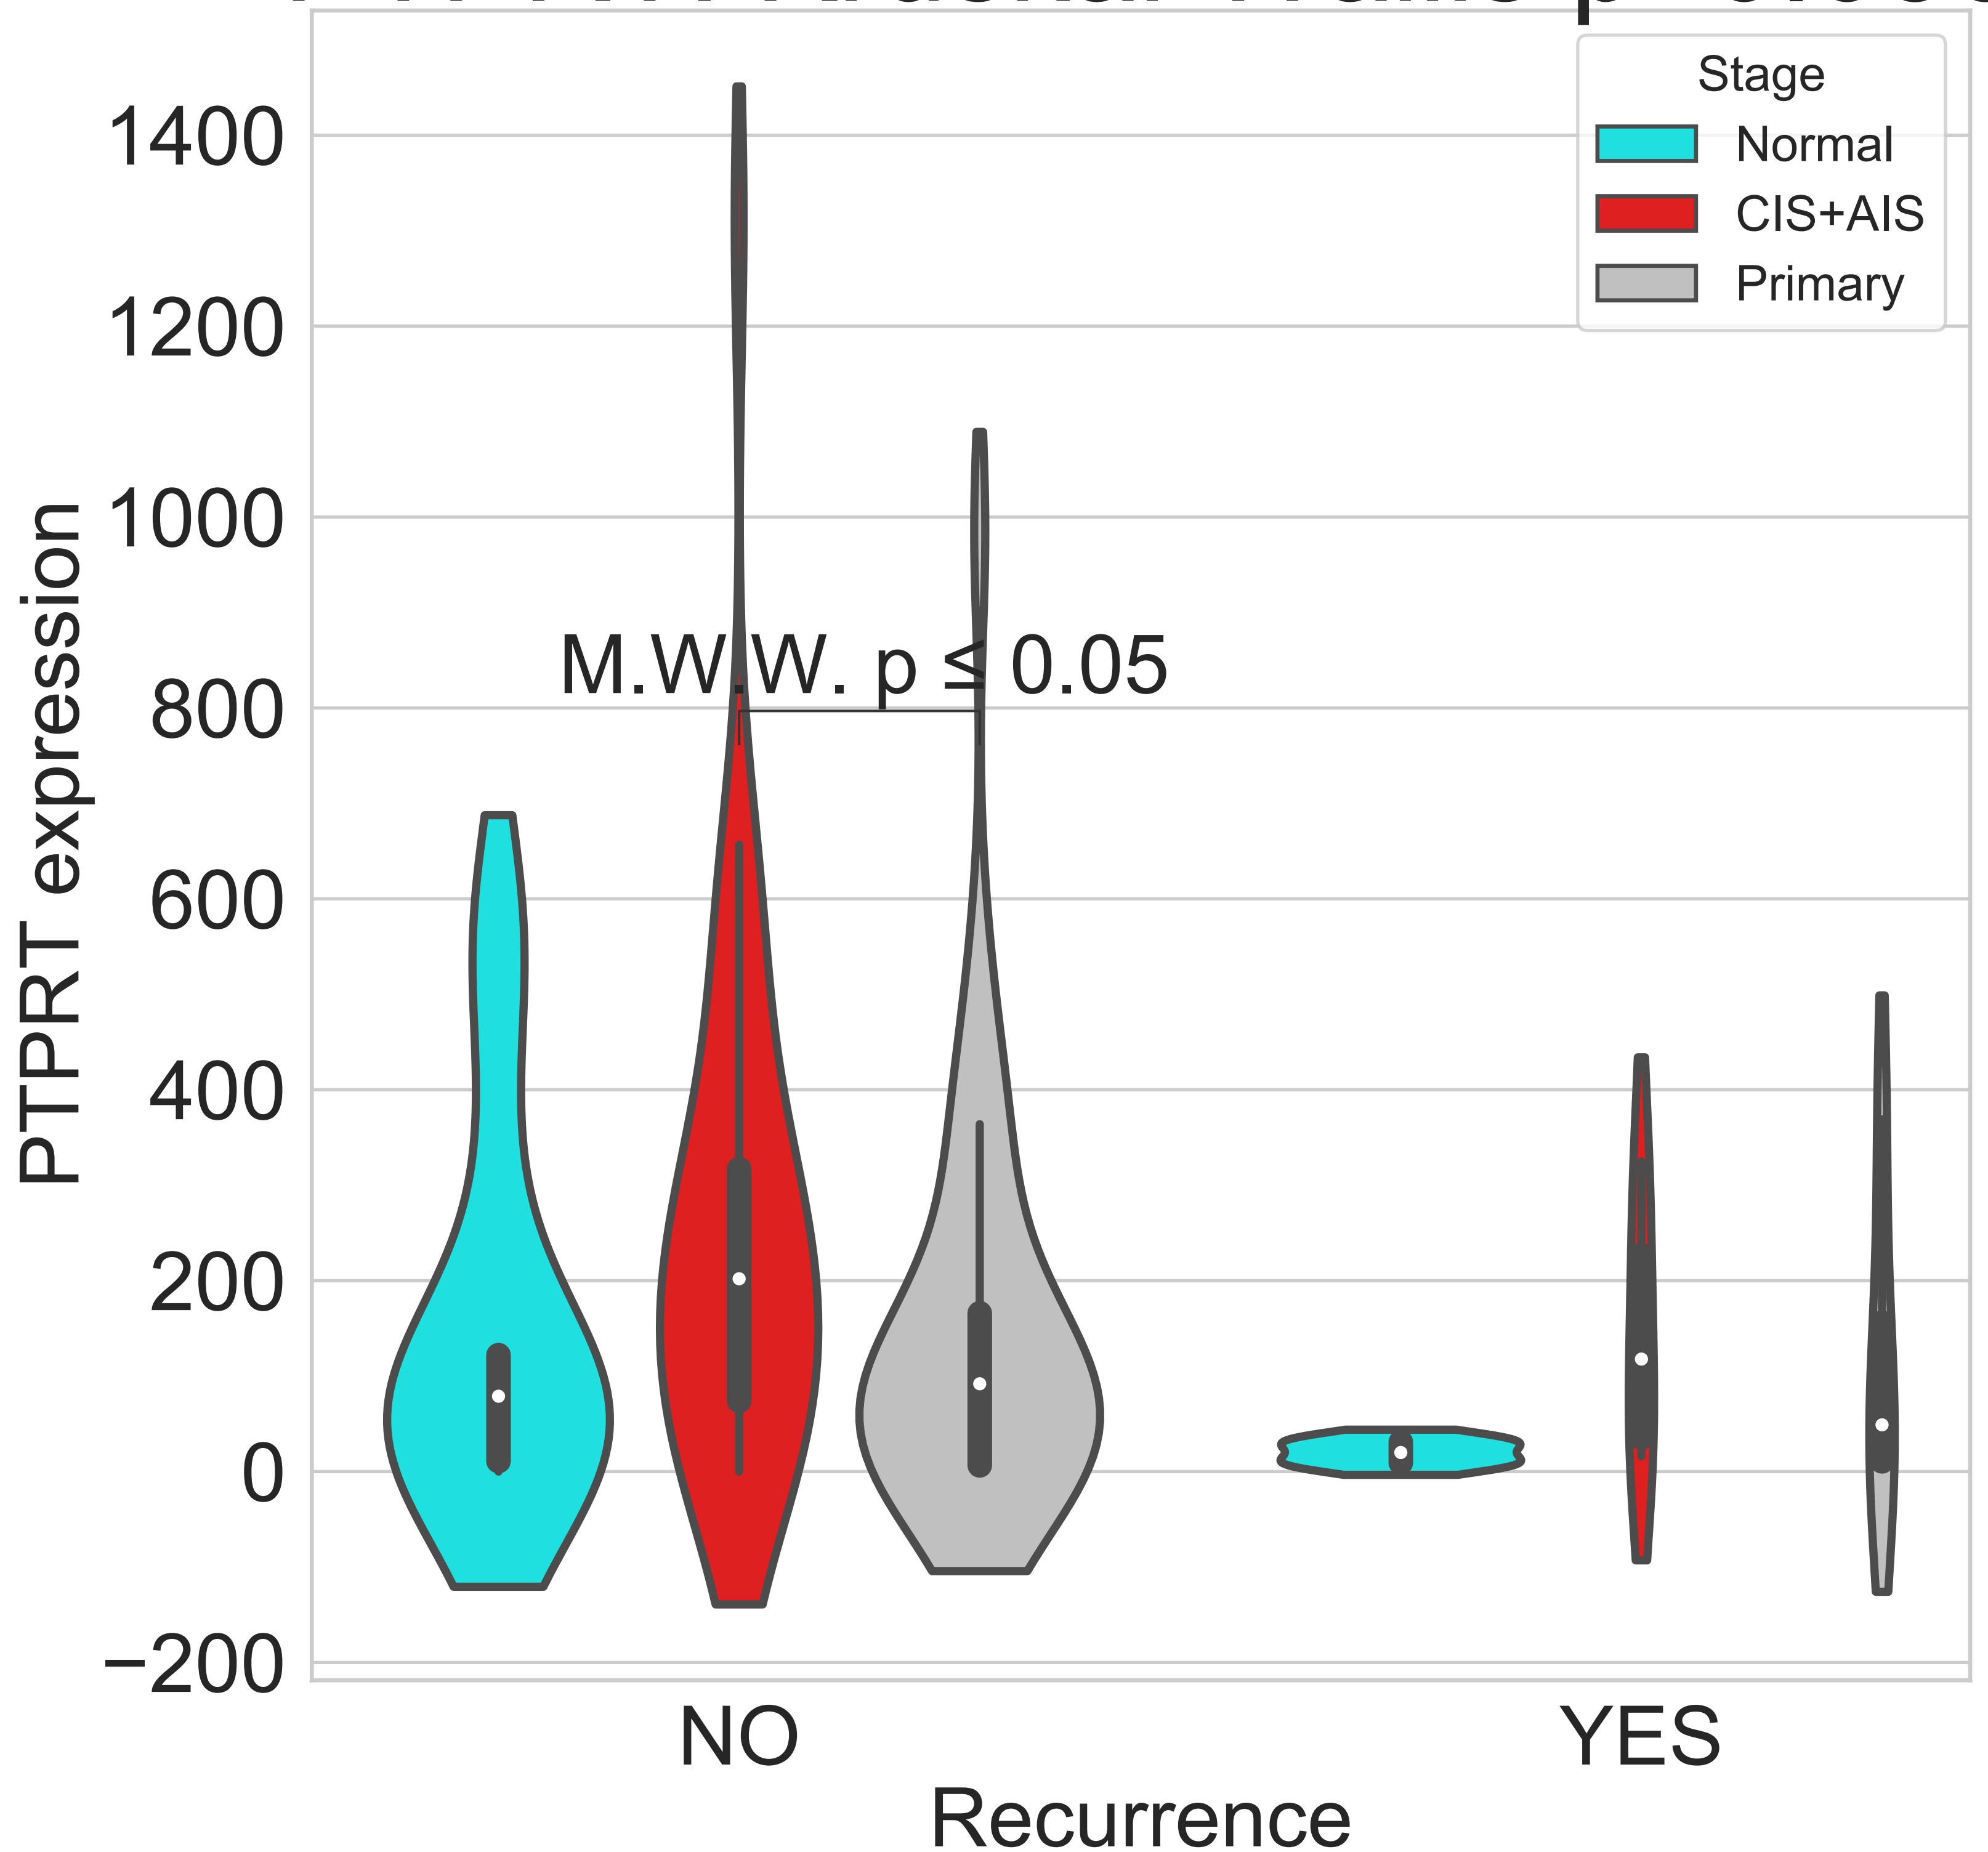 Stage
Normal
CIS+AIS
Primary
1400
1200
1000
800
600
400
200
0
−200
PTPRT expression
M.W.W. p ≤ 0.05
NO
YES
Recurrence